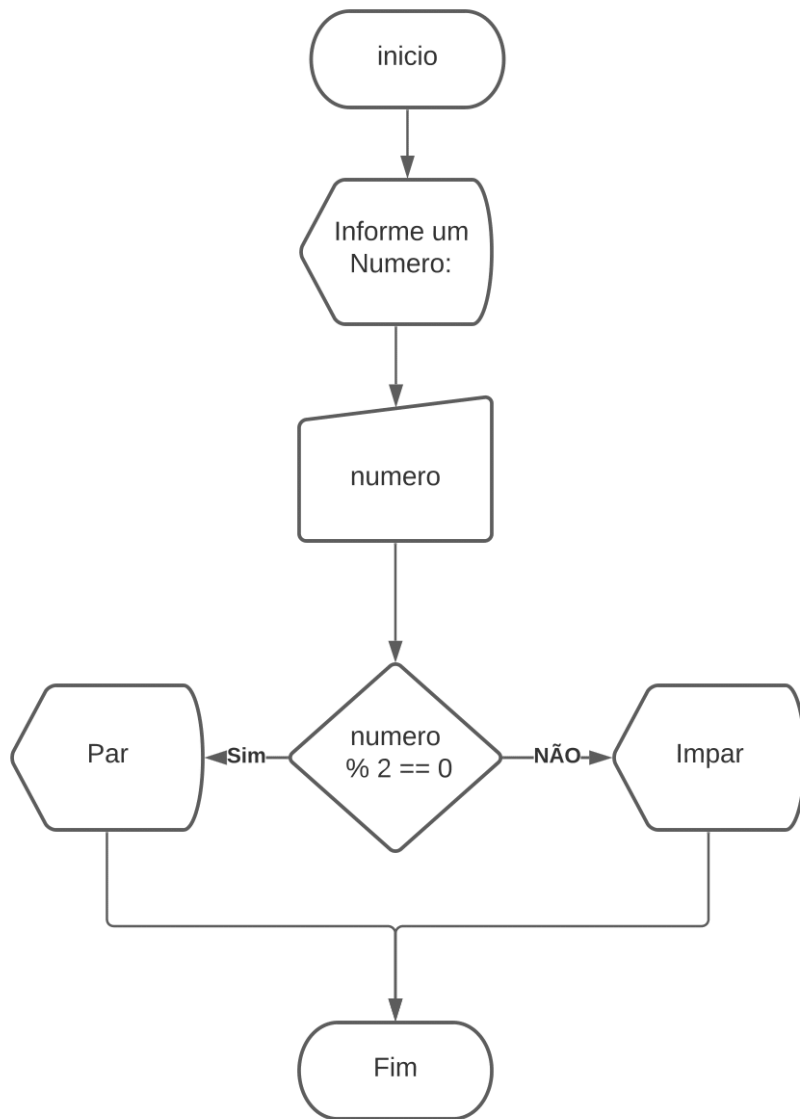 inicio
Informe um
Numero:
numero
Par
Sim
numero
% 2 == 0
NÃO
Impar
Fim